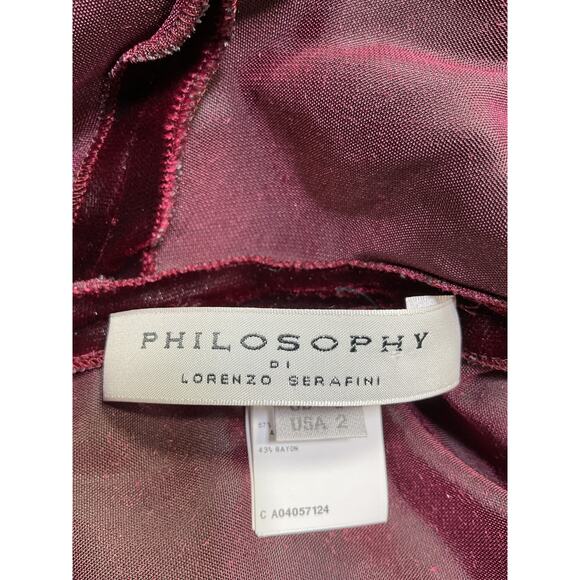 PHILOSOPHY
DI
LORENZO SERAFINI
USA 2
43% RAYON
C A04057124